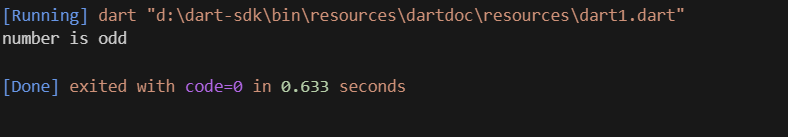 [Running] dart "d:\dart-sdk\bin\resources\dartdoc\resources\dart1.dart"
number is odd
[Done] exited with code=0 in 0.633 seconds